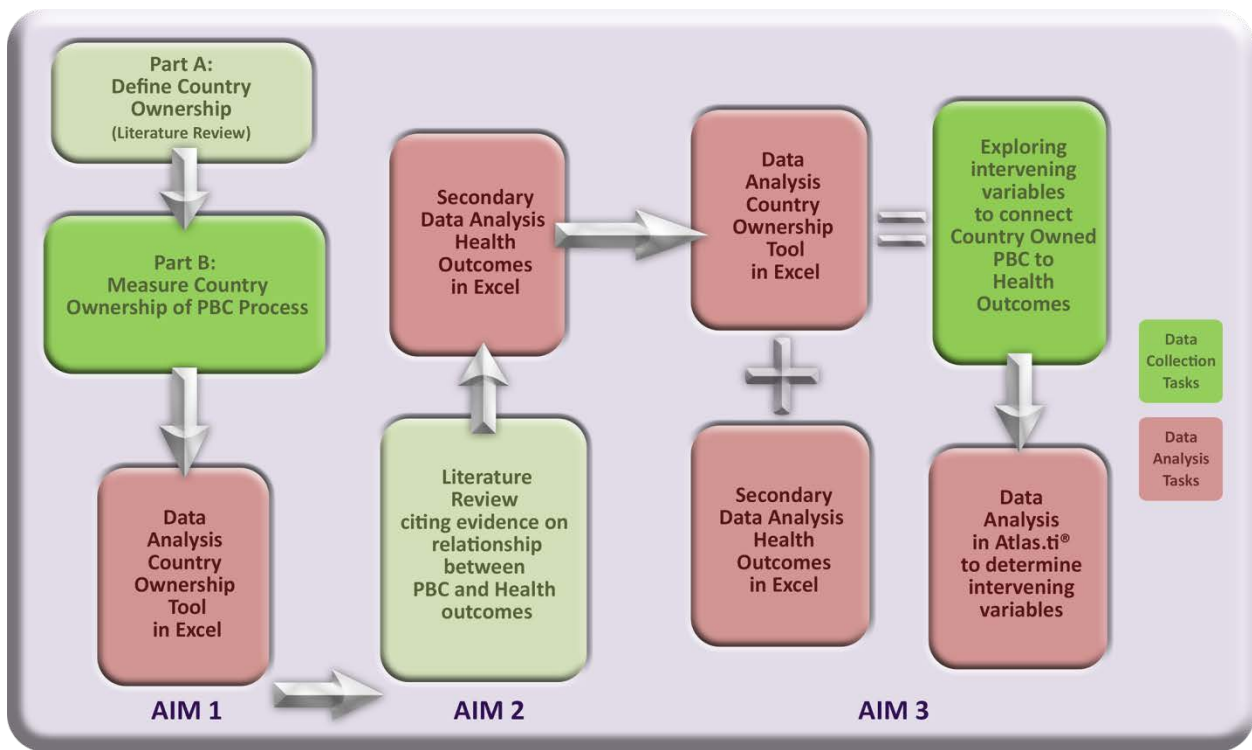 Part A:
Define Country
Ownership
(Literature Review)
Part B:
Measure Country
Ownership of PBC Process
Data
Analysis
Country
Ownership
Tool
in Excel
AIM 1
Secondary
Data Analysis
Health
Outcomes
in Excel
Literature
Review
citing evidence on
relationship
between
PBC and Health
outcomes
AIM 2
Data
Analysis
Country
Ownership
Tool
in Excel
Secondary
Data Analysis
Health
Outcomes
in Excel
Exploring
intervening
variables
to connect
Country Owned
PBC to
Health
Outcomes
Data
Analysis
in Atlas.ti®
to determine
intervening
variables
AIM 3
Data
Collection
Tasks
Data
Analysis
Tasks